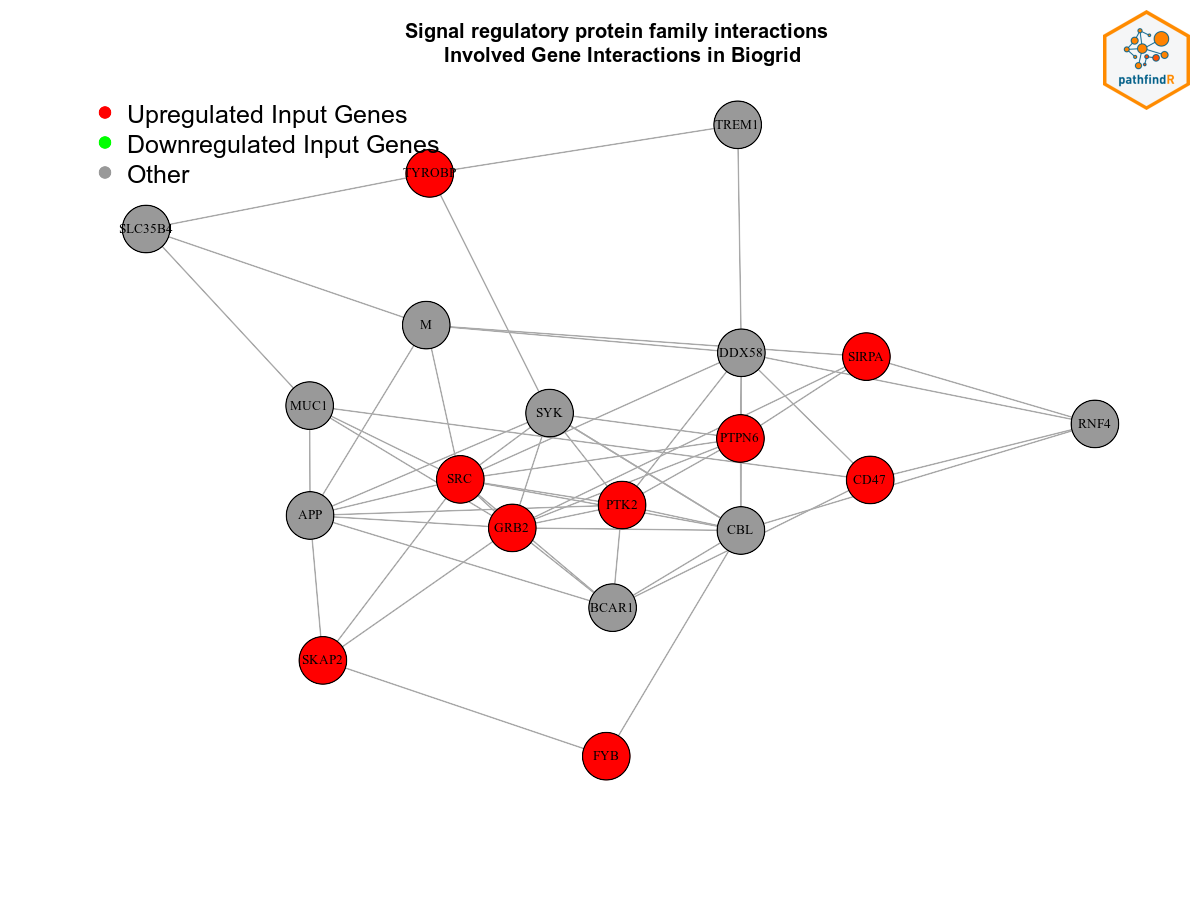 Signal regulatory protein family interactions
Involved Gene Interactions in Biogrid
pathfindR
Upregulated Input Genes
Downregulated Input Genes
Other
TREM1
TYROBP
SLC35B4
M
DDX58
SIRPA
MUC1
SYK
RNF4
PTPN6
SRC
CD47
PTK2
APP
GRB2
CBL
BCAR1
SKAP2
FYB